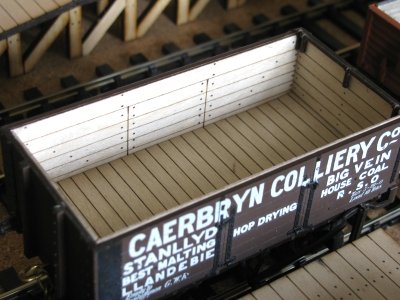 CAERBRYN COLLIERY Co
STANLLYD
BEST MALTING
LLANDEBIE
HOP DRYING
BIG VEIN
HOUSE COAL
R.S.O
G.W.R.